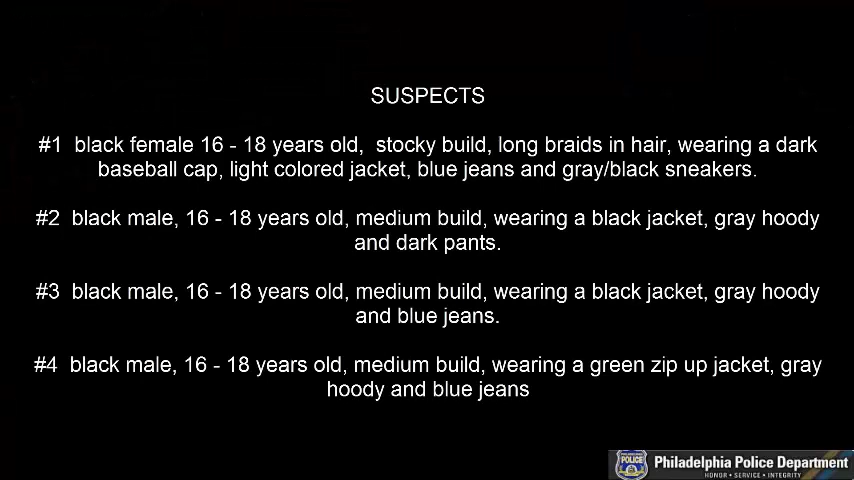 SUSPECTS
#1 black female 16 - 18 years old, stocky build, long braids in hair, wearing a dark
baseball cap, light colored jacket, blue jeans and gray/black sneakers.
#2 black male, 16 - 18 years old, medium build, wearing a black jacket, gray hoody
and dark pants.
#3 black male, 16 - 18 years old, medium build, wearing a black jacket, gray hoody
and blue jeans.
#4 black male, 16 - 18 years old, medium build, wearing a green zip up jacket, gray
hoody and blue jeans
POLICE
Philadelphia Police Department
HONOR • SERVICE • INTEGRITY